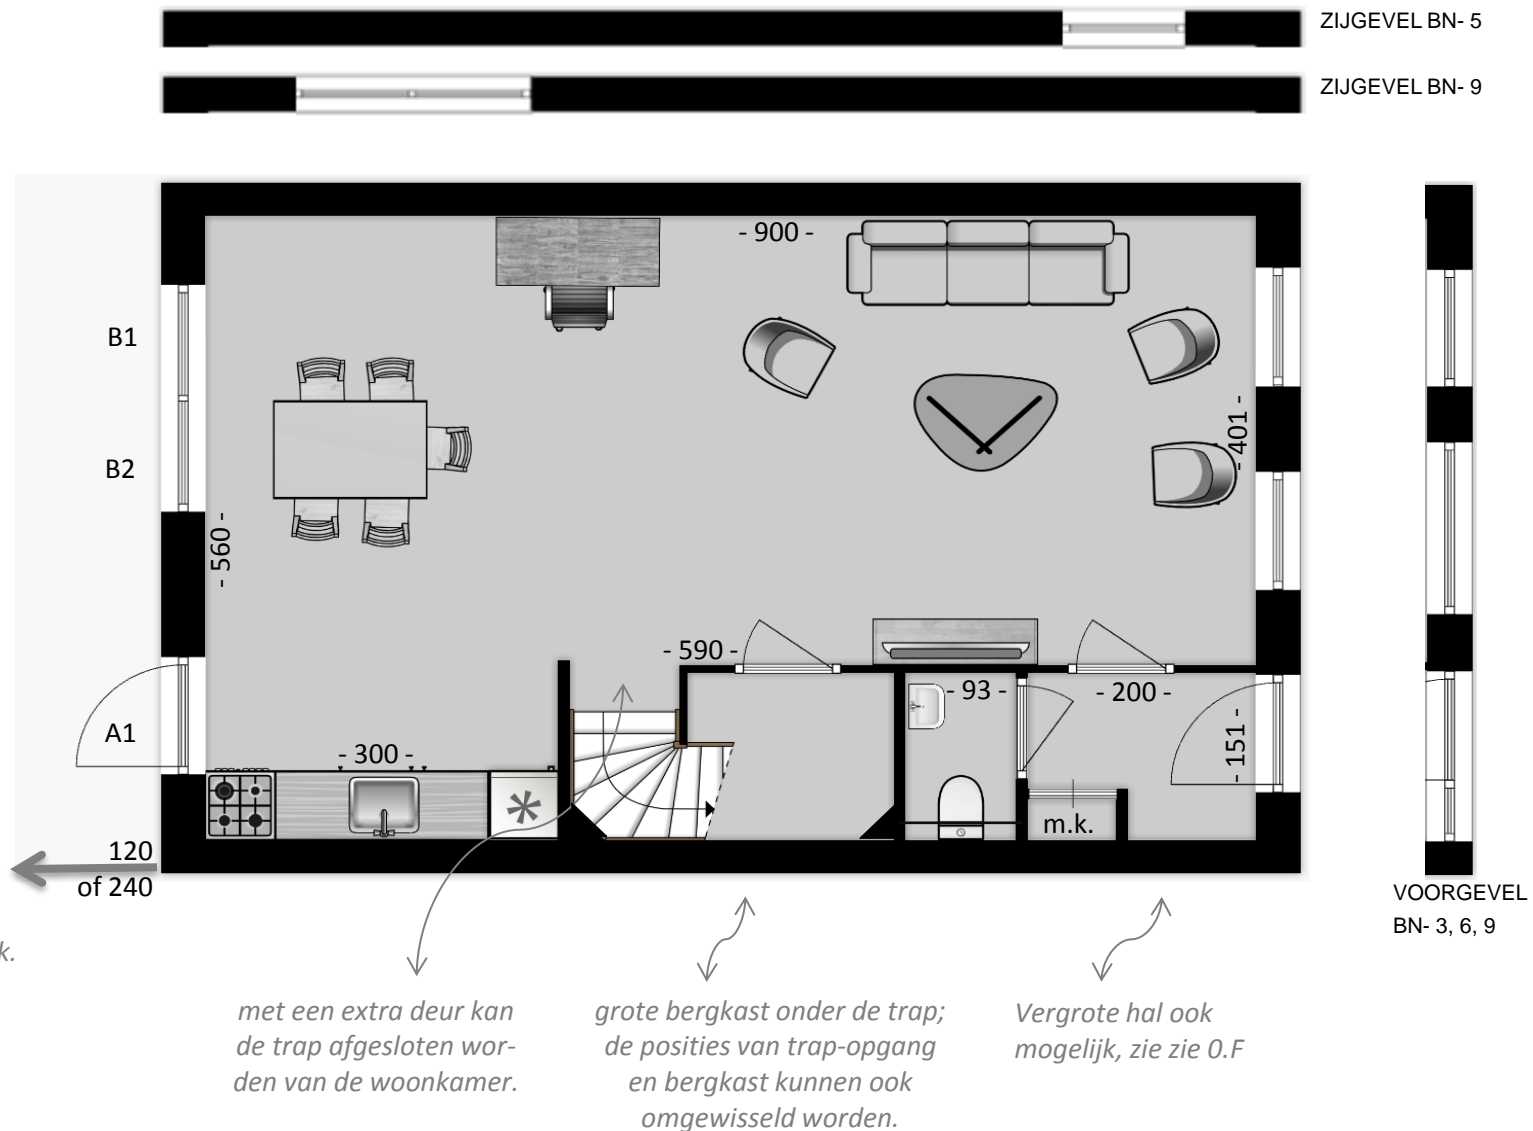 ZIJGEVEL BN- 5
ZIJGEVEL BN- 9
- 900 -
B1
- 401 -
B2
- 560 -
- 590 -
- 93 -
- 200 -
A1
- 151 -
- 300 -
m.k.
120
of 240
VOORGEVEL
BN- 3, 6, 9
k.
met een extra deur kan
de trap afgesloten wor-
den van de woonkamer.
grote bergkast onder de trap;
de posities van trap-opgang
en bergkast kunnen ook
omgewisseld worden.
Vergrote hal ook
mogelijk, zie zie 0.F